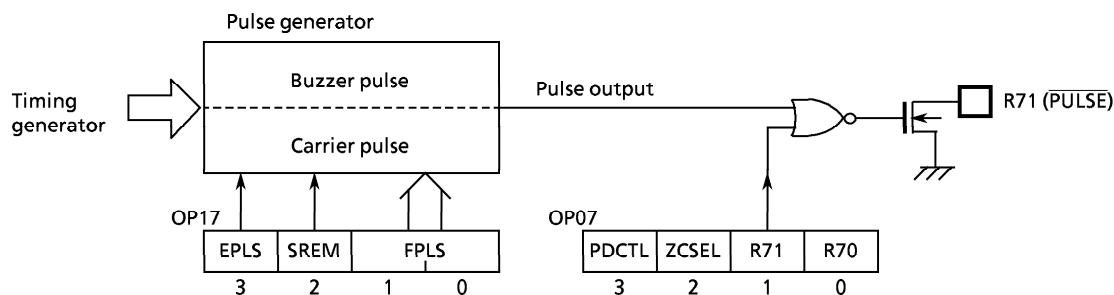 Pulse generator
Timing
generator
Buzzer pulse
Carrier pulse
Pulse output
R71 (PULSE)
OP17
EPLS SREM FPLS
3 2 1 0
OP07
PDCTL ZCSEL R71 R70
3 2 1 0